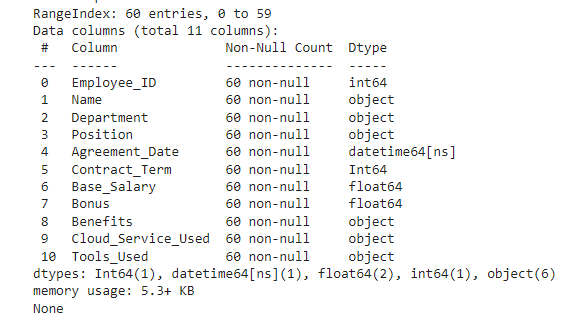 RangeIndex: 60 entries, 0 to 59
Data columns (total 11 columns):
 #   Column              Non-Null Count  Dtype
---  ------              --------------  -----
 0   Employee_ID         60 non-null     int64
 1   Name                60 non-null     object
 2   Department          60 non-null     object
 3   Position            60 non-null     object
 4   Agreement_Date      60 non-null     datetime64[ns]
 5   Contract_Term       60 non-null     Int64
 6   Base_Salary         60 non-null     float64
 7   Bonus               60 non-null     float64
 8   Benefits            60 non-null     object
 9   Cloud_Service_Used  60 non-null     object
 10  Tools_Used          60 non-null     object
dtypes: Int64(1), datetime64[ns](1), float64(2), int64(1), object(6)
memory usage: 5.3+ KB
None